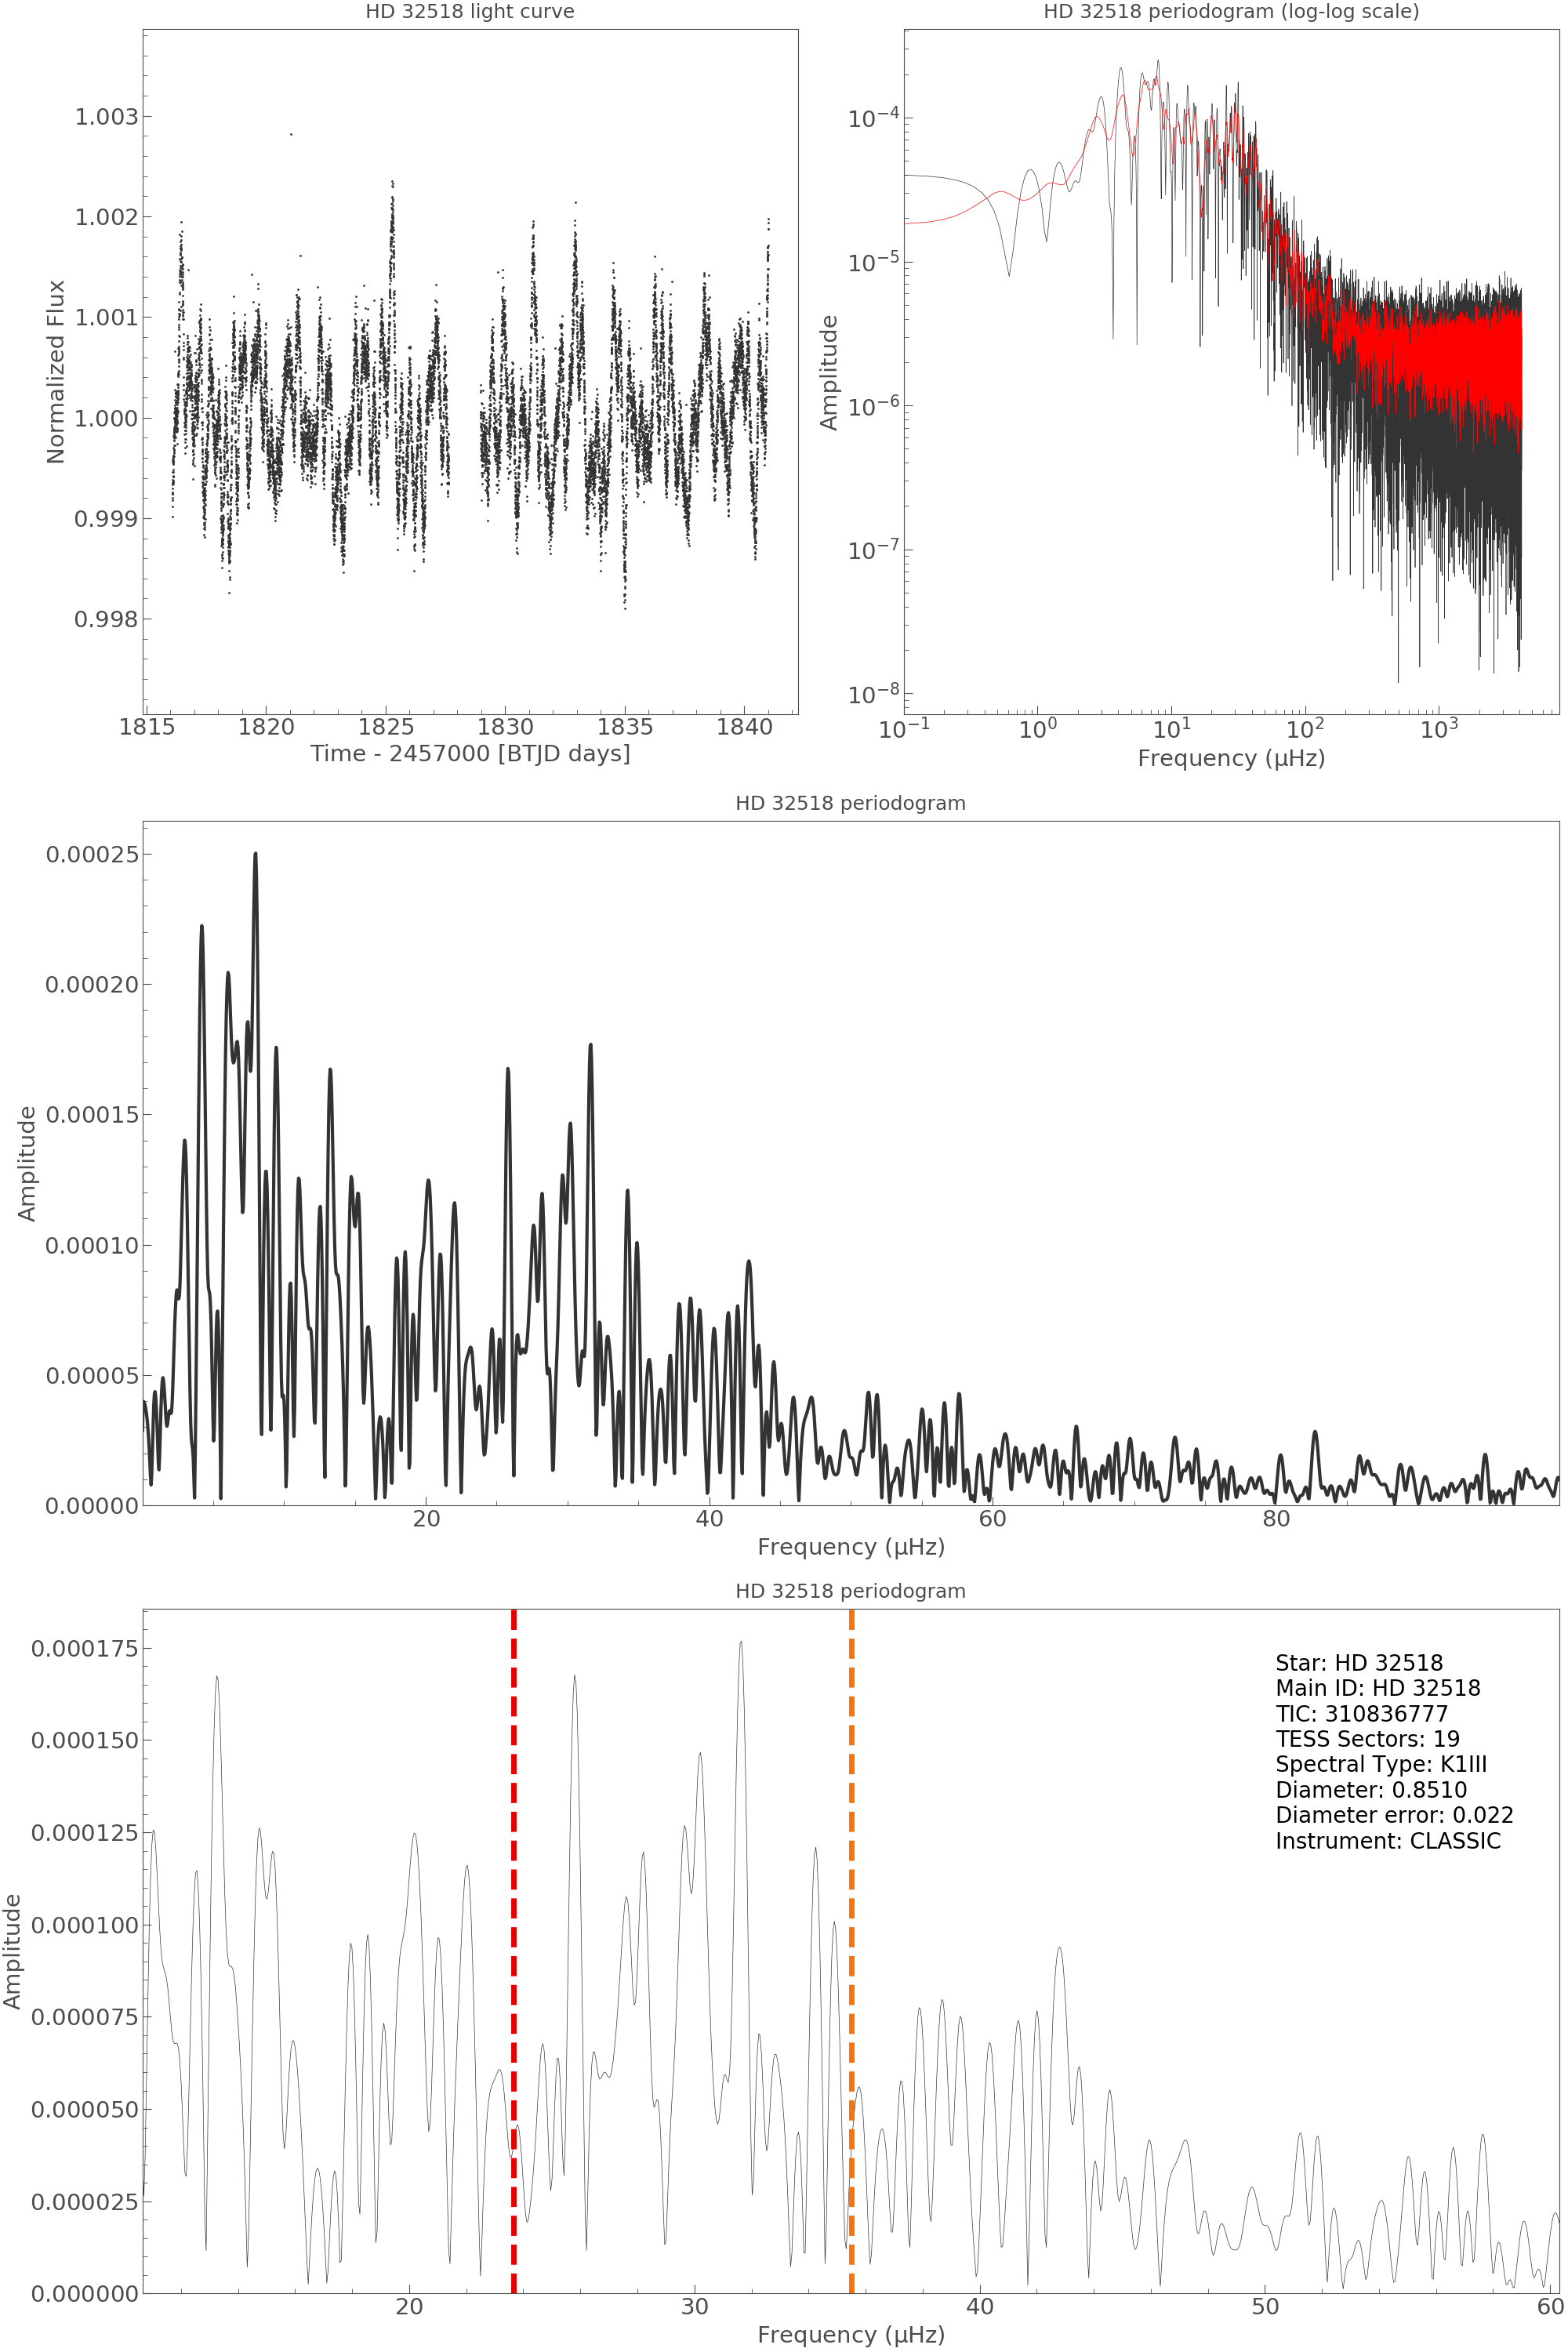 HD 32518 light curve
Normalized Flux
1.003
1.002
1.001
1.000
0.999
0.998
1815 1820 1825 1830 1835 1840
Time - 2457000 [BTJD days]
HD 32518 periodogram (log-log scale)
Amplitude
10⁻⁴
10⁻⁵
10⁻⁶
10⁻⁷
10⁻⁸
10⁻¹ 10⁰ 10¹ 10² 10³
Frequency (μHz)
HD 32518 periodogram
Amplitude
0.00025
0.00020
0.00015
0.00010
0.00005
0.00000
20 40 60 80
Frequency (μHz)
HD 32518 periodogram
Amplitude
0.000175
0.000150
0.000125
0.000100
0.000075
0.000050
0.000025
0.000000
20 30 40 50 60
Frequency (μHz)
Star: HD 32518
Main ID: HD 32518
TIC: 310836777
TESS Sectors: 19
Spectral Type: K1III
Diameter: 0.8510
Diameter error: 0.022
Instrument: CLASSIC